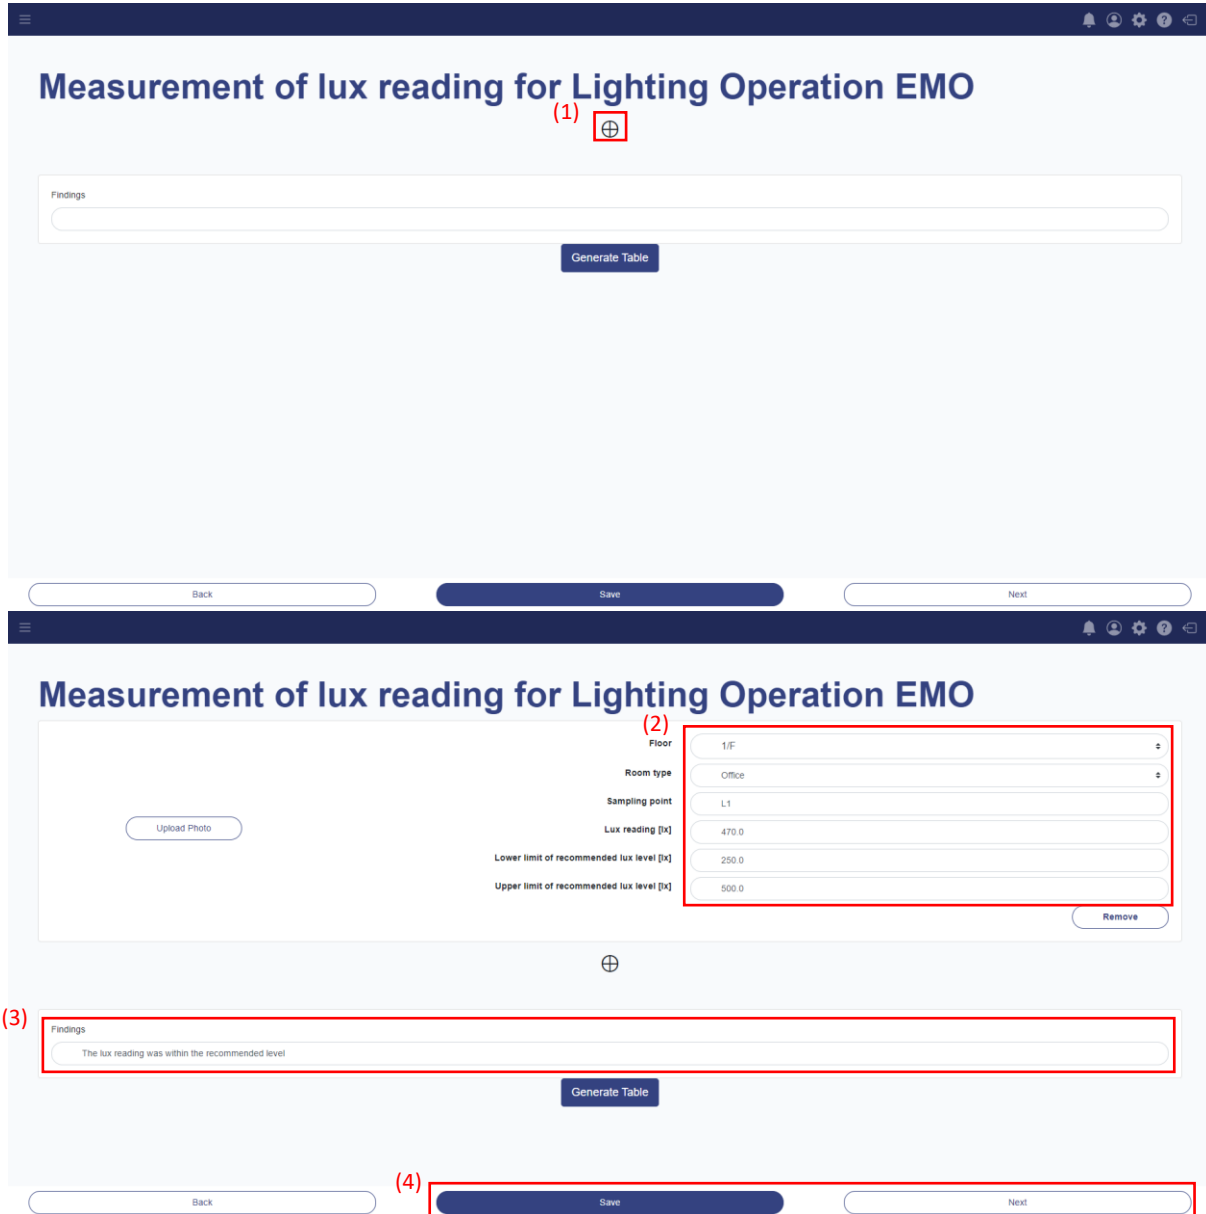 Measurement of lux reading for Lighting Operation EMO
(1)
Findings
Generate Table
Back
Save
Next
Measurement of lux reading for Lighting Operation EMO
(2)
Floor
1/F
Room type
Office
Sampling point
L1
Upload Photo
Lux reading [lx]
470.0
Lower limit of recommended lux level [lx]
250.0
Upper limit of recommended lux level [lx]
500.0
Remove
(3)
Findings
The lux reading was within the recommended level
Generate Table
(4)
Back
Save
Next